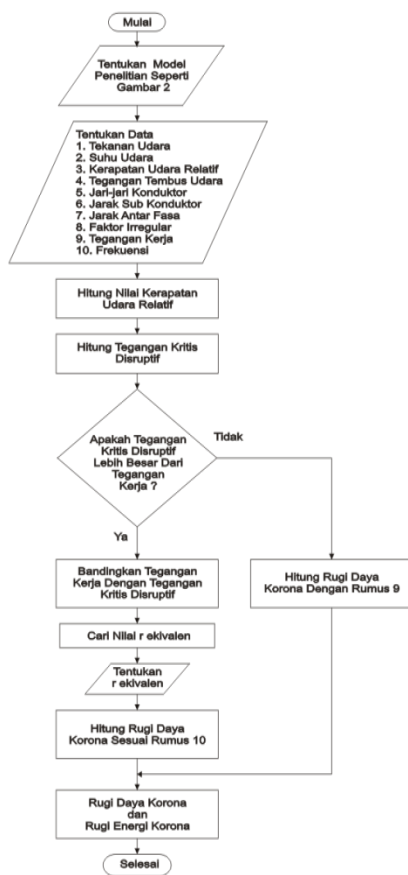 Mulai
Tentukan Model
Penelitian Seperti
Gambar 2
Tentukan Data
1. Tekanan Udara
2. Suhu Udara
3. Kerapatan Udara Relatif
4. Tegangan Tembus Udara
5. Jari-jari Konduktor
6. Jarak Sub Konduktor
7. Jarak Antar Fasa
8. Faktor Irregular
9. Tegangan Kerja
10. Frekuensi
Hitung Nilai Kerapatan
Udara Relatif
Hitung Tegangan Kritis
Disruptif
Apakah Tegangan
Kritis Disruptif
Lebih Besar Dari
Tegangan
Kerja ?
Tidak
Ya
Bandingkan Tegangan
Kerja Dengan Tegangan
Kritis Disruptif
Hitung Rugi Daya
Korona Dengan Rumus 9
Cari Nilai r ekivalen
Tentukan
r ekivalen
Hitung Rugi Daya
Korona Sesuai Rumus 10
Rugi Daya Korona
dan
Rugi Energi Korona
Selesai